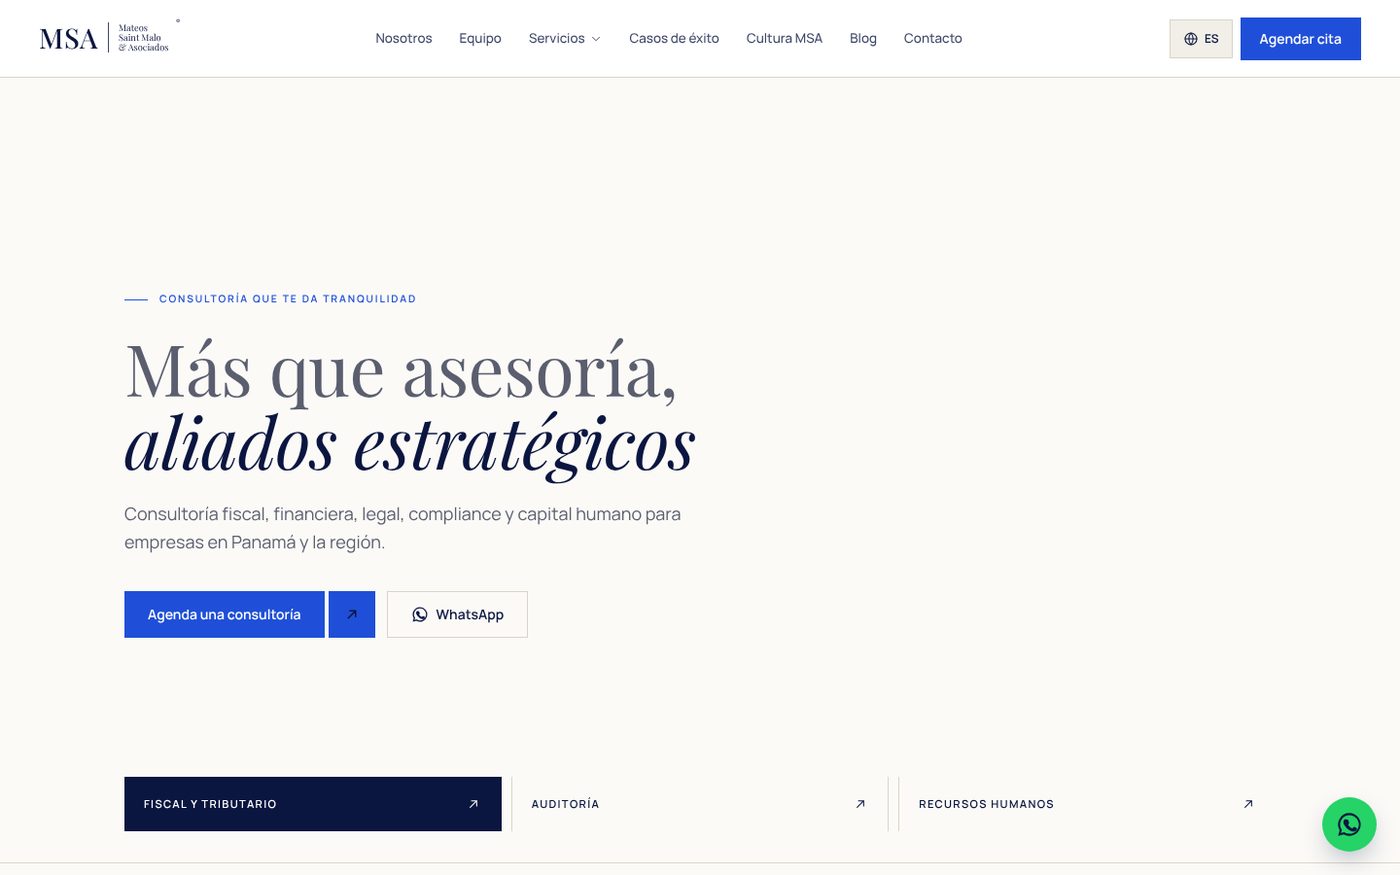 MSA
Mateos
Saint Malo
& Asociados
Nosotros
Equipo
Servicios
Casos de éxito
Cultura MSA
Blog
Contacto
ES
Agendar cita
CONSULTORÍA QUE TE DA TRANQUILIDAD
Más que asesoría,
aliados estratégicos
Consultoría fiscal, financiera, legal, compliance y capital humano para
empresas en Panamá y la región.
Agenda una consultoría
WhatsApp
FISCAL Y TRIBUTARIO
AUDITORÍA
RECURSOS HUMANOS